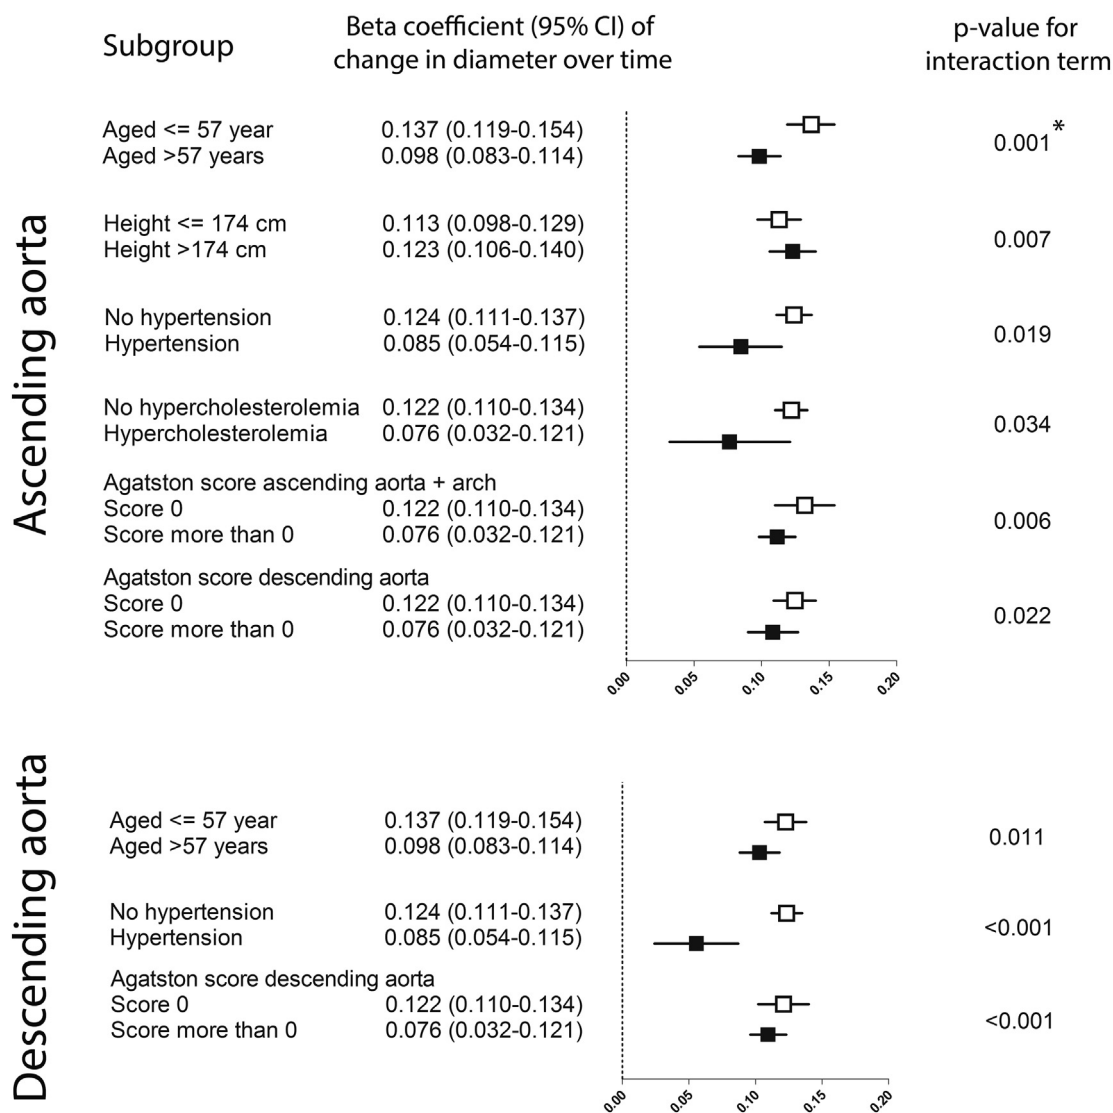 Subgroup
Beta coefficient (95% CI) of
change in diameter over time
p-value for
interaction term
Ascending aorta
Aged <= 57 year 0.137 (0.119-0.154)
Aged >57 years 0.098 (0.083-0.114)
0.001*
Height <= 174 cm 0.113 (0.098-0.129)
Height >174 cm 0.123 (0.106-0.140)
0.007
No hypertension 0.124 (0.111-0.137)
Hypertension 0.085 (0.054-0.115)
0.019
No hypercholesterolemia 0.122 (0.110-0.134)
Hypercholesterolemia 0.076 (0.032-0.121)
0.034
Agatston score ascending aorta + arch
Score 0 0.122 (0.110-0.134)
Score more than 0 0.076 (0.032-0.121)
0.006
Agatston score descending aorta
Score 0 0.122 (0.110-0.134)
Score more than 0 0.076 (0.032-0.121)
0.022
0.00 0.05 0.10 0.15 0.20
Descending aorta
Aged <= 57 year 0.137 (0.119-0.154)
Aged >57 years 0.098 (0.083-0.114)
0.011
No hypertension 0.124 (0.111-0.137)
Hypertension 0.085 (0.054-0.115)
<0.001
Agatston score descending aorta
Score 0 0.122 (0.110-0.134)
Score more than 0 0.076 (0.032-0.121)
<0.001
0.00 0.05 0.10 0.15 0.20